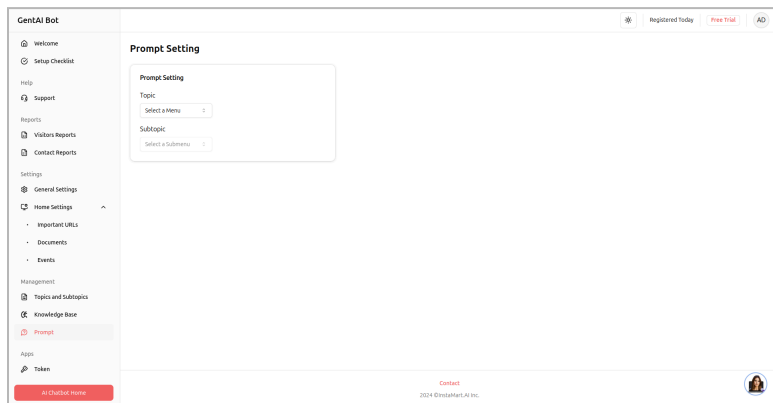 GentAI Bot
Registered Today
Free Trial
AD
Welcome
Setup Checklist
Help
Support
Reports
Visitors Reports
Contact Reports
Settings
General Settings
Home Settings
Important URLs
Documents
Events
Management
Topics and Subtopics
Knowledge Base
Prompt
Apps
Token
AI Chatbot Home
Prompt Setting
Prompt Setting
Topic
Select a Menu
Subtopic
Select a Submenu
Contact
2024 ©InstaMart.AI Inc.